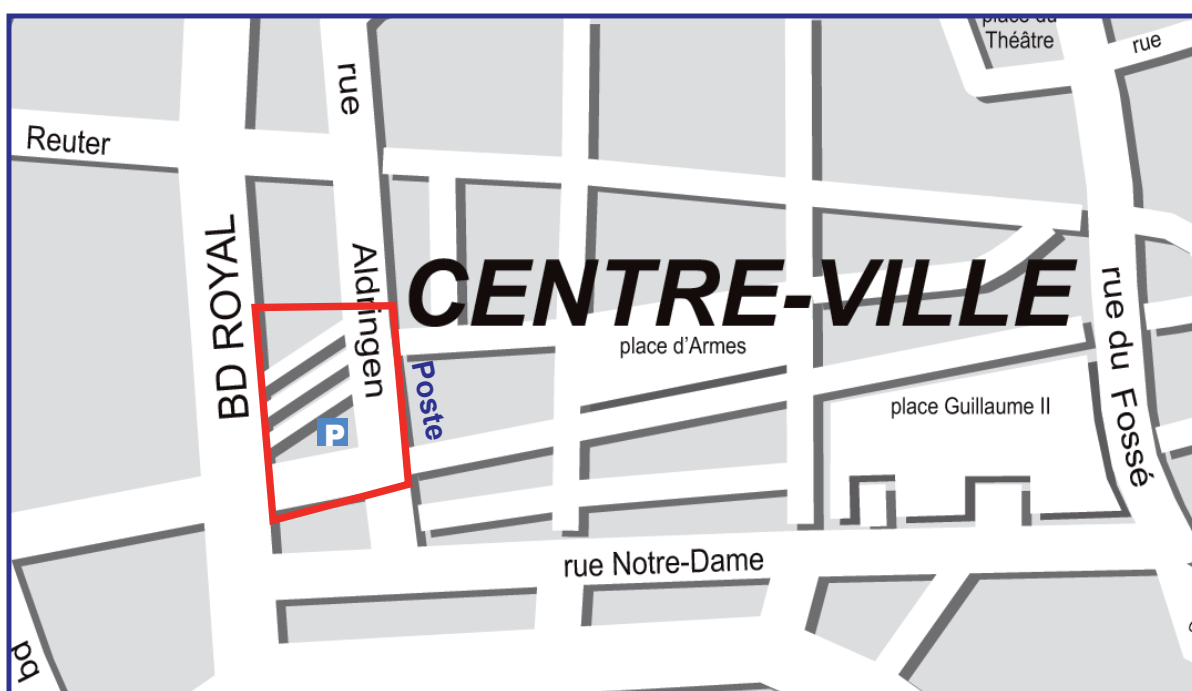 place du
Théâtre
rue
rue
Reuter
BD ROYAL
Aldringen
CENTRE-VILLE
place d'Armes
Poste
P
place Guillaume II
rue du Fossé
rue Notre-Dame
bd